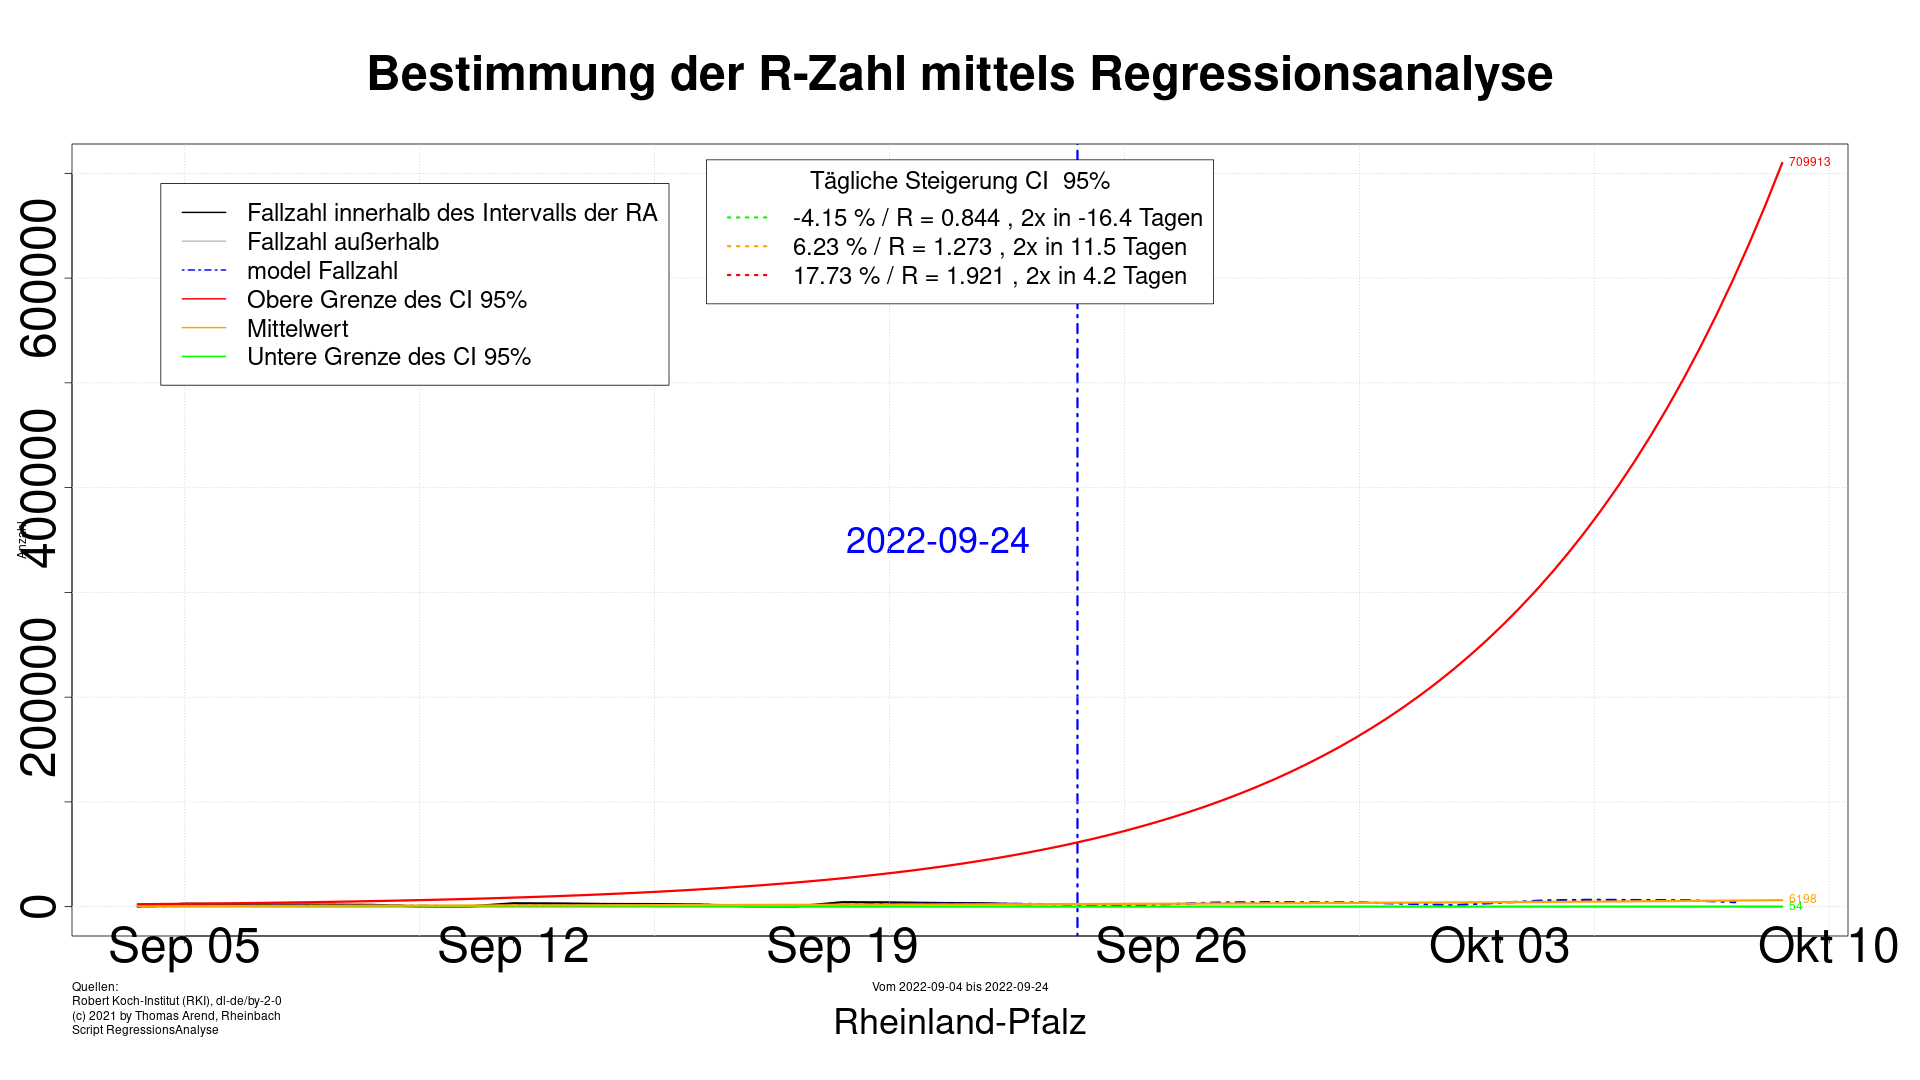 Bestimmung der R-Zahl mittels Regressionsanalyse
709913
Tägliche Steigerung CI  95%
-4.15 % / R = 0.844 , 2x in -16.4 Tagen
6.23 % / R = 1.273 , 2x in 11.5 Tagen
17.73 % / R = 1.921 , 2x in 4.2 Tagen
Fallzahl innerhalb des Intervalls der RA
Fallzahl außerhalb
model Fallzahl
Obere Grenze des CI 95%
Mittelwert
Untere Grenze des CI 95%
600000
400000
200000
0
Anzahl
2022-09-24
6198
54
Sep 05 Sep 12 Sep 19 Sep 26 Okt 03 Okt 10
Quellen:
Robert Koch-Institut (RKI), dl-de/by-2-0
(c) 2021 by Thomas Arend, Rheinbach
Script RegressionsAnalyse
Vom 2022-09-04 bis 2022-09-24
Rheinland-Pfalz